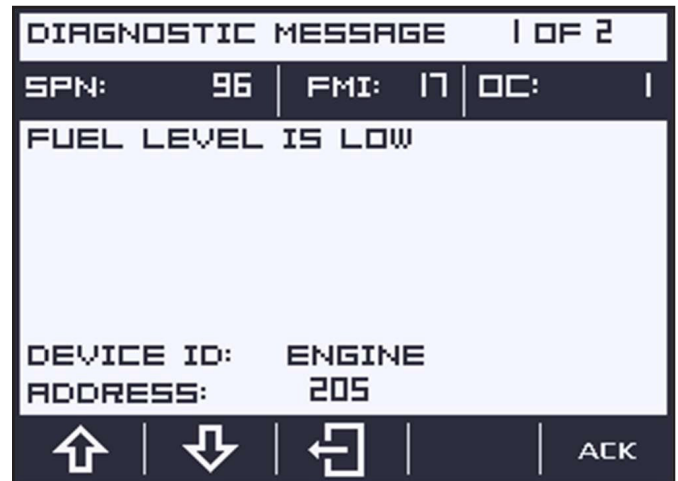 DIAGNOSTIC MESSAGE 1 OF 2
SPN: 96 FMI: 17 OC: 1
FUEL LEVEL IS LOW
DEVICE ID: ENGINE
ADDRESS: 205
ACK